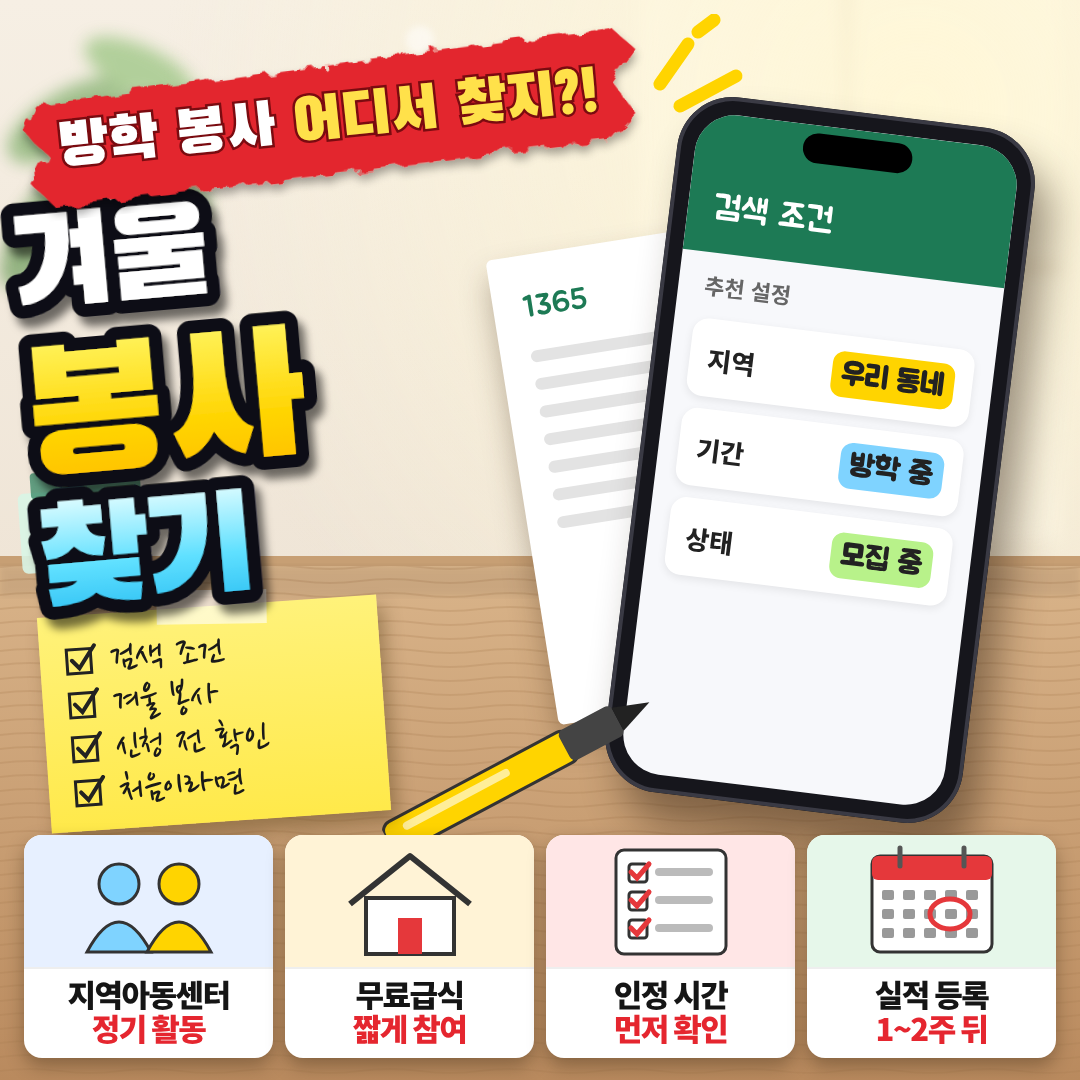 방학 봉사 어디서 찾지?!
겨울
봉사
찾기
1365
검색 조건
추천 설정
지역 우리 동네
기간 방학 중
상태 모집 중
검색 조건
겨울 봉사
신청 전 확인
처음이라면
지역아동센터
정기 활동
무료급식
짧게 참여
인정 시간
먼저 확인
실적 등록
1~2주 뒤